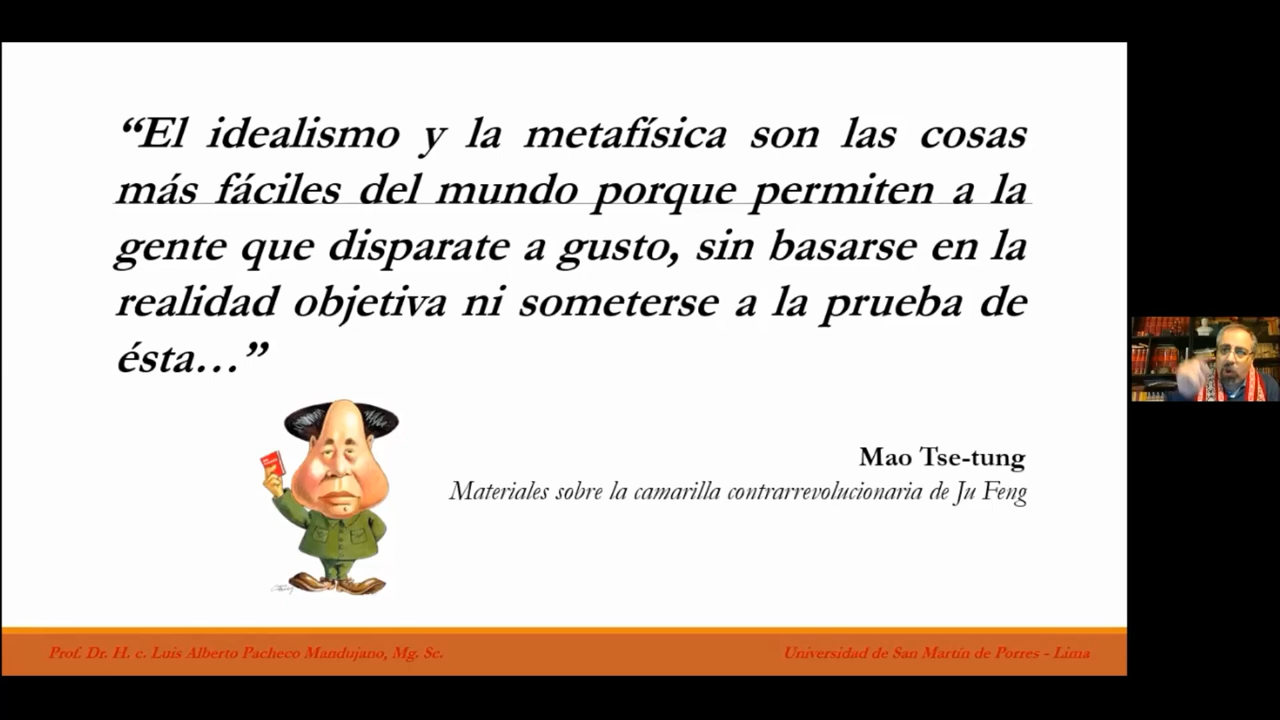 “El idealismo y la metafísica son las cosas
más fáciles del mundo porque permiten a la
gente que disparate a gusto, sin basarse en la
realidad objetiva ni someterse a la prueba de
ésta…”
Mao Tse-tung
Materiales sobre la camarilla contrarrevolucionaria de Ju Feng
Prof. Dr. H. c. Luis Alberto Pacheco Mandujano, Mg. Sc.
Universidad de San Martín de Porres - Lima